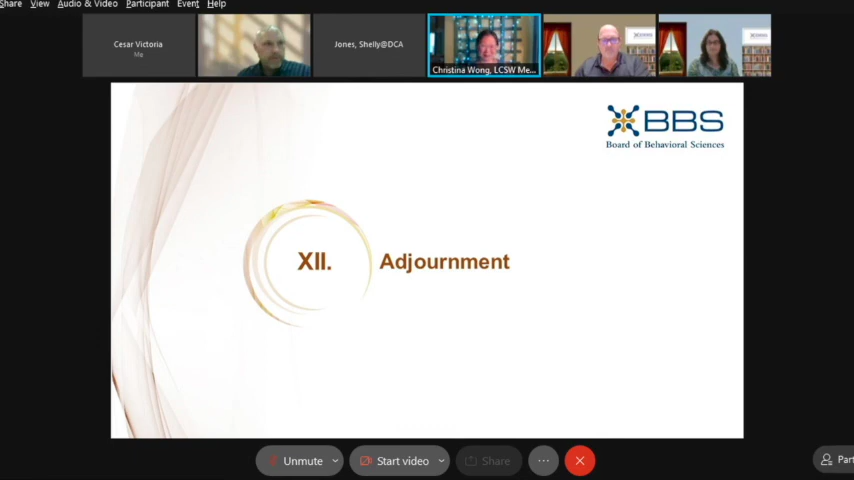 Share View Audio & Video Participant Event Help
Cesar Victoria
Me
Jones, Shelly@DCA
Christina Wong, LCSW Me...
BBS
Board of Behavioral Sciences
XII.
Adjournment
Unmute
Start video
Share
Part